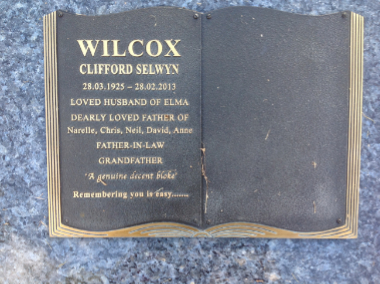 WILCOX
CLIFFORD SELWYN
28.03.1925 – 28.02.2013
LOVED HUSBAND OF ELMA
DEARLY LOVED FATHER OF
Narelle, Chris, Neil, David, Anne
FATHER-IN-LAW
GRANDFATHER
'A genuine decent bloke'
Remembering you is easy.......